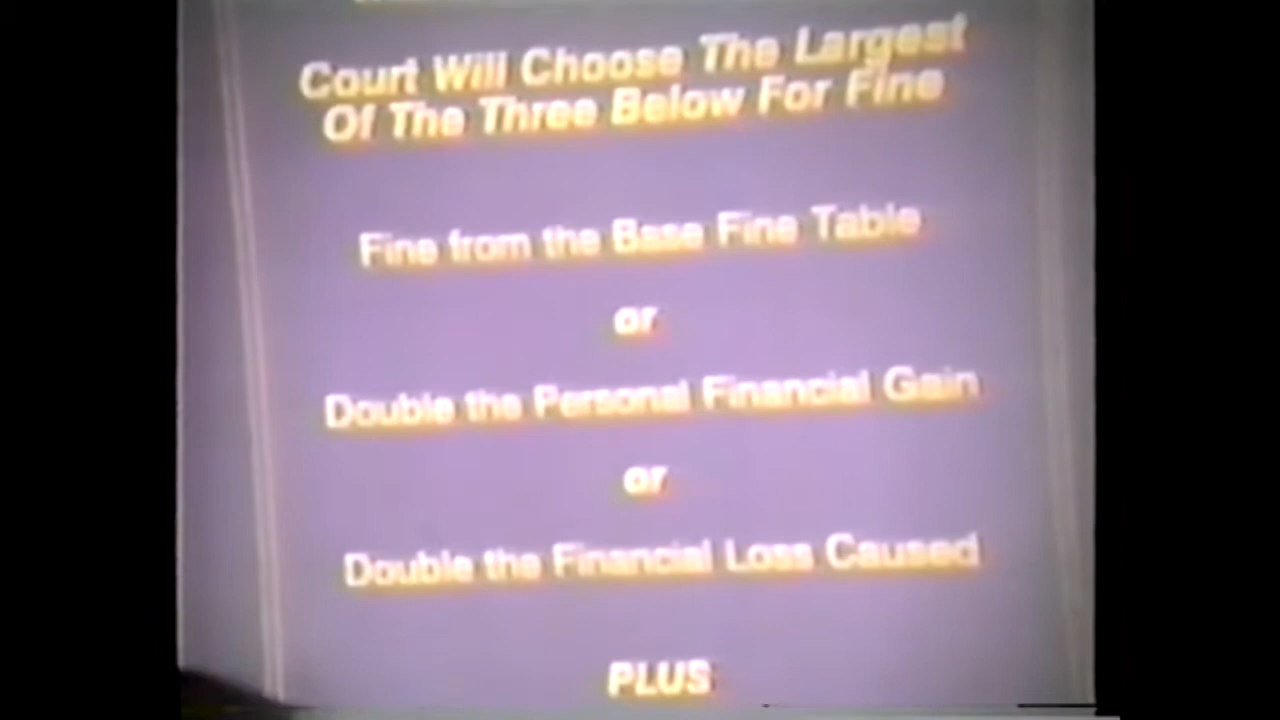 Court Will Choose The Largest
Of The Three Below For Fine
Fine from the Base Fine Table
or
Double the Personal Financial Gain
or
Double the Financial Loss Caused
PLUS